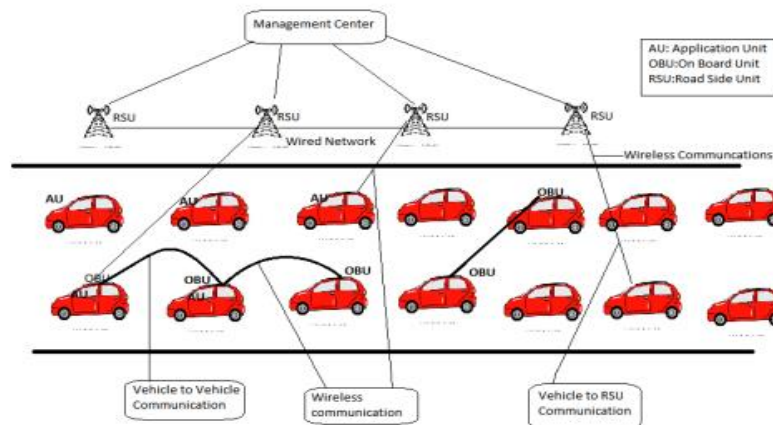 Management Center
AU: Application Unit
OBU:On Board Unit
RSU:Road Side Unit
RSU
RSU
RSU
RSU
Wired Network
Wireless Communcations
AU
AU
AU
OBU
OBU
AU
OBU
AU
OBU
OBU
Vehicle to Vehicle
Communication
Wireless
communication
Vehicle to RSU
Communication